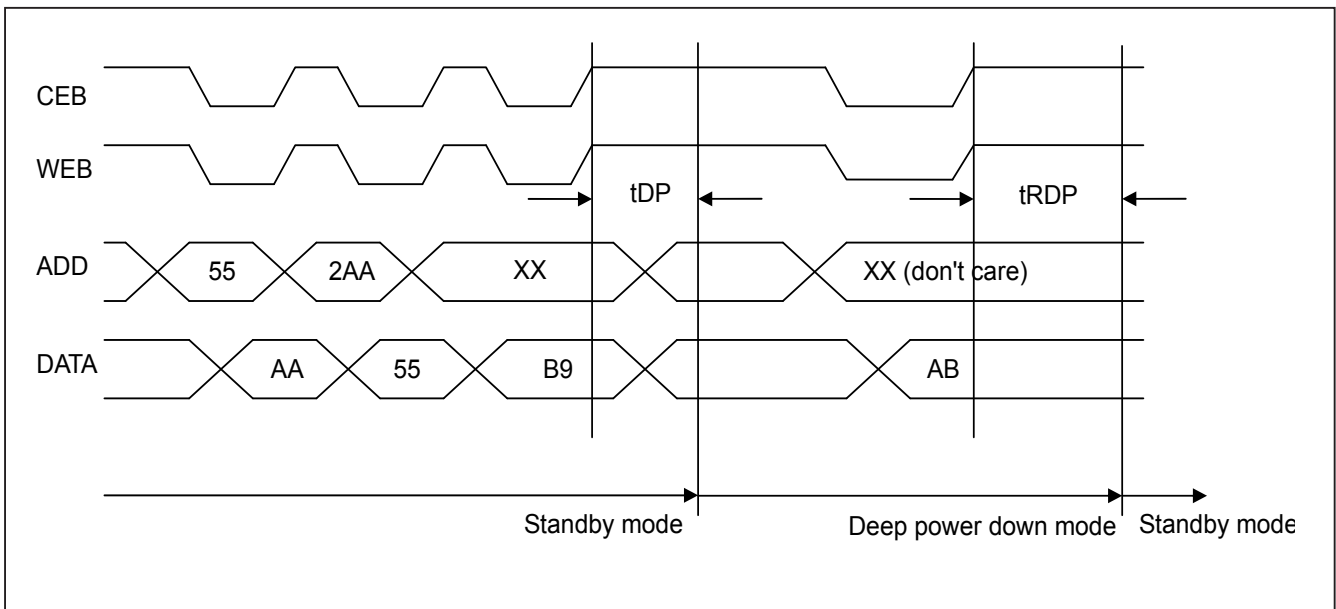 CEB
WEB
tDP
tRDP
ADD
55
2AA
XX
XX (don't care)
DATA
AA
55
B9
AB
Standby mode
Deep power down mode
Standby mode